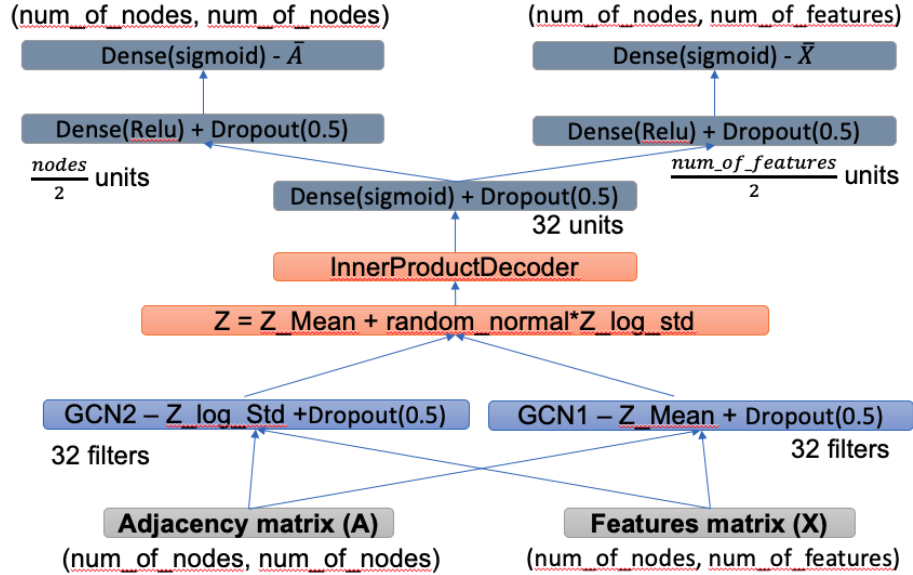 (num_of_nodes, num_of_nodes)
(num_of_nodes, num_of_features)
Dense(sigmoid) - Ā
Dense(sigmoid) - X̄
Dense(Relu) + Dropout(0.5)
Dense(Relu) + Dropout(0.5)
nodes/2 units
num_of_features/2 units
Dense(sigmoid) + Dropout(0.5)
32 units
InnerProductDecoder
Z = Z_Mean + random_normal*Z_log_std
GCN2 – Z_log_Std +Dropout(0.5)
GCN1 – Z_Mean + Dropout(0.5)
32 filters
32 filters
Adjacency matrix (A)
Features matrix (X)
(num_of_nodes, num_of_nodes)
(num_of_nodes, num_of_features)